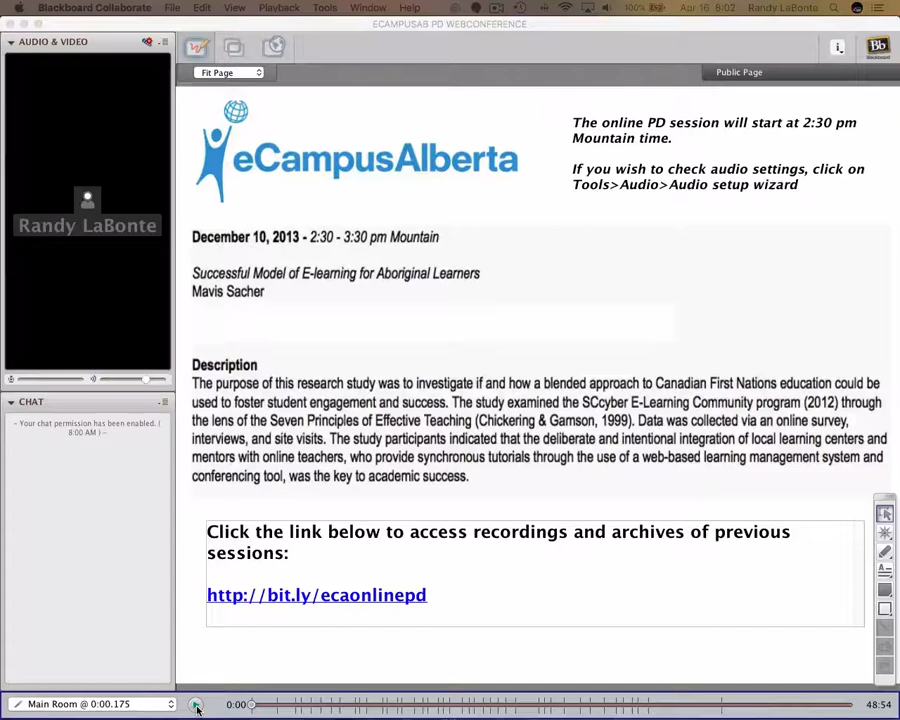 Blackboard Collaborate File Edit View Playback Tools Window Help 100% Apr 16 8:02 Randy LaBonte
ECAMPUSAB PD WEBCONFERENCE
AUDIO & VIDEO
Fit Page
Public Page
i
Bb
Blackboard
eCampusAlberta
The online PD session will start at 2:30 pm
Mountain time.
If you wish to check audio settings, click on
Tools>Audio>Audio setup wizard
Randy LaBonte
December 10, 2013 - 2:30 - 3:30 pm Mountain
Successful Model of E-learning for Aboriginal Learners
Mavis Sacher
Description
The purpose of this research study was to investigate if and how a blended approach to Canadian First Nations education could be
used to foster student engagement and success. The study examined the SCcyber E-Learning Community program (2012) through
the lens of the Seven Principles of Effective Teaching (Chickering & Gamson, 1999). Data was collected via an online survey,
interviews, and site visits. The study participants indicated that the deliberate and intentional integration of local learning centers and
mentors with online teachers, who provide synchronous tutorials through the use of a web-based learning management system and
conferencing tool, was the key to academic success.
CHAT
- Your chat permission has been enabled. (
8:00 AM ) -
Click the link below to access recordings and archives of previous
sessions:
http://bit.ly/ecaonlinepd
Main Room @ 0:00.175
0:00
48:54